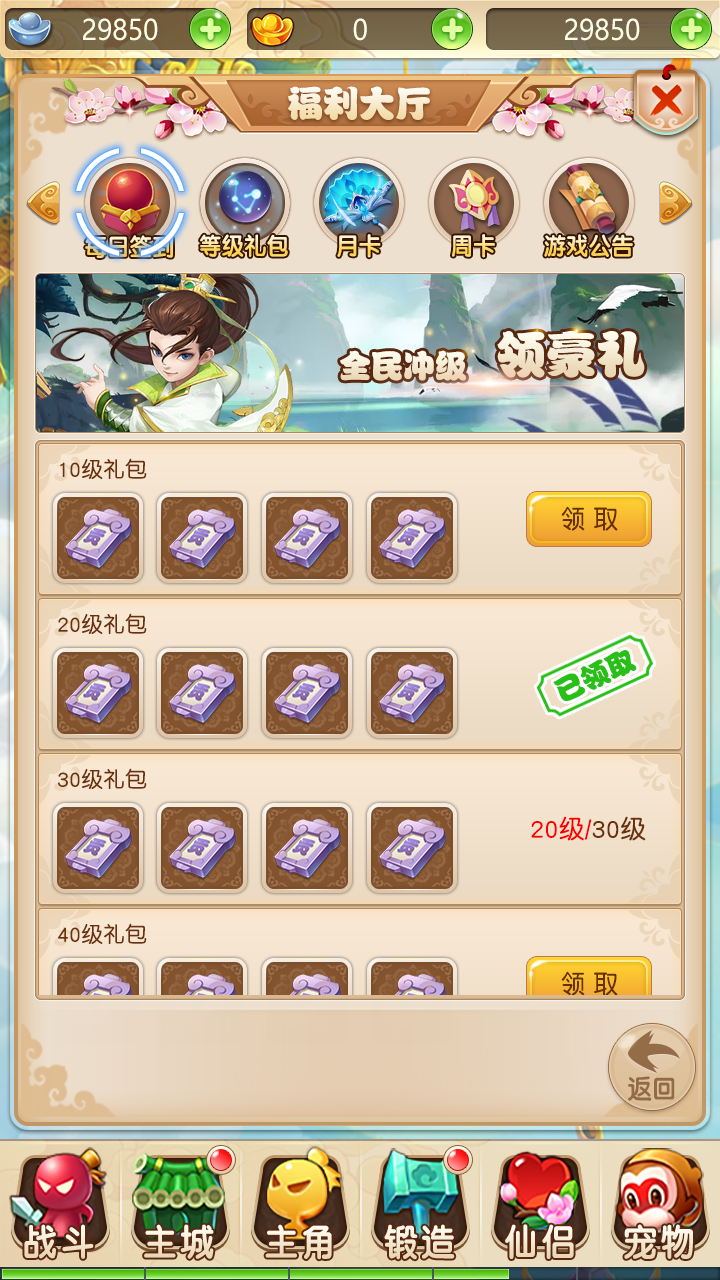 29850
0
29850
福利大厅
每日签到
等级礼包
月卡
周卡
游戏公告
全民冲级 领豪礼
10级礼包
领取
20级礼包
已领取
30级礼包
20级/30级
40级礼包
领取
返回
战斗
主城
主角
锻造
仙侣
宠物